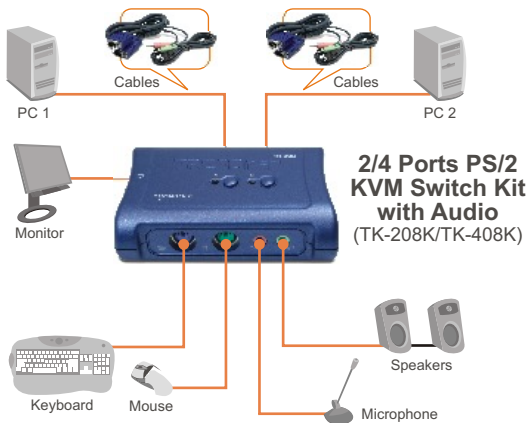 Cables
Cables
PC 1
PC 2
2/4 Ports PS/2
KVM Switch Kit
with Audio
(TK-208K/TK-408K)
Monitor
Speakers
Keyboard
Mouse
Microphone